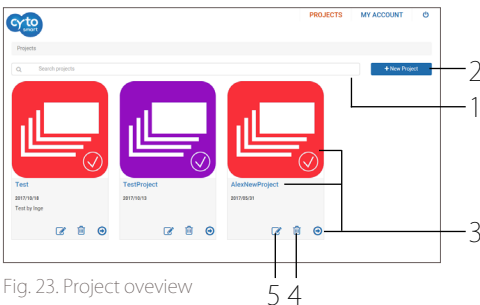 cyto
smart
PROJECTS MY ACCOUNT
Projects
Search projects
+ New Project
2
1
Test
2017/10/18
Test by Inge
TestProject
2017/10/13
AlexNewProject
2017/05/31
3
5 4
Fig. 23. Project oveview